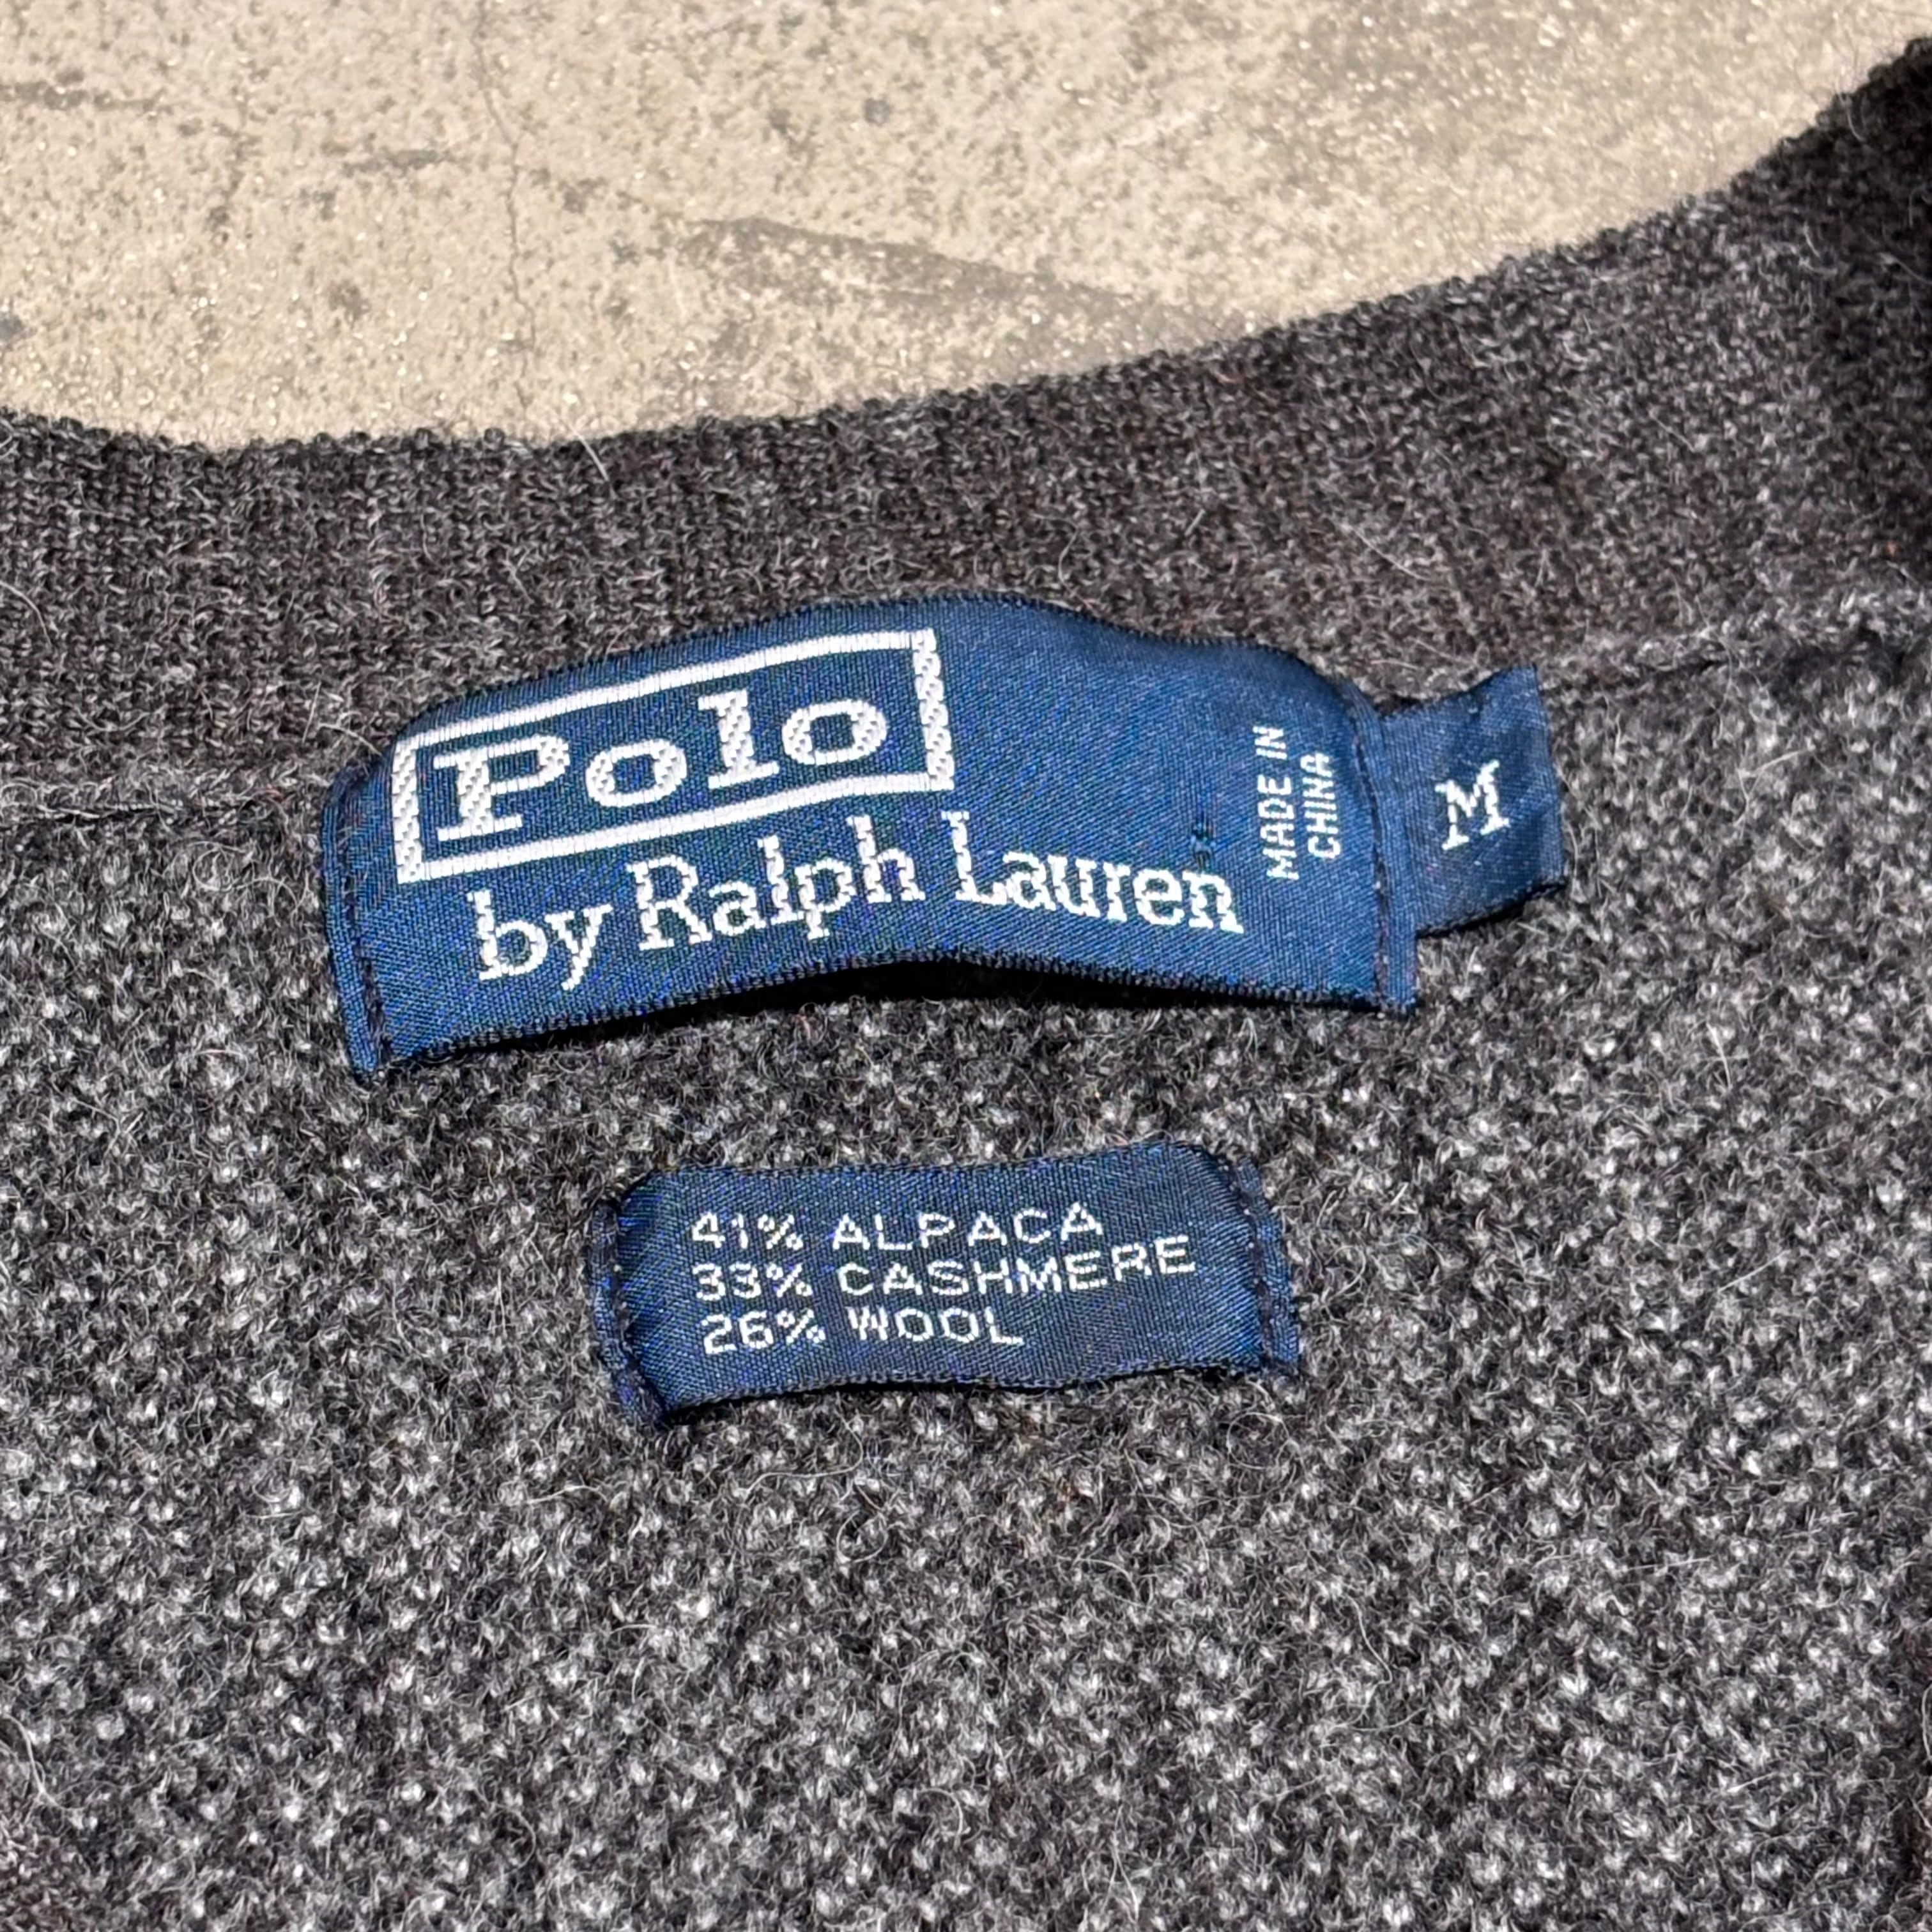 Polo
by Ralph Lauren
MADE IN
CHINA
M
41% ALPACA
33% CASHMERE
26% WOOL